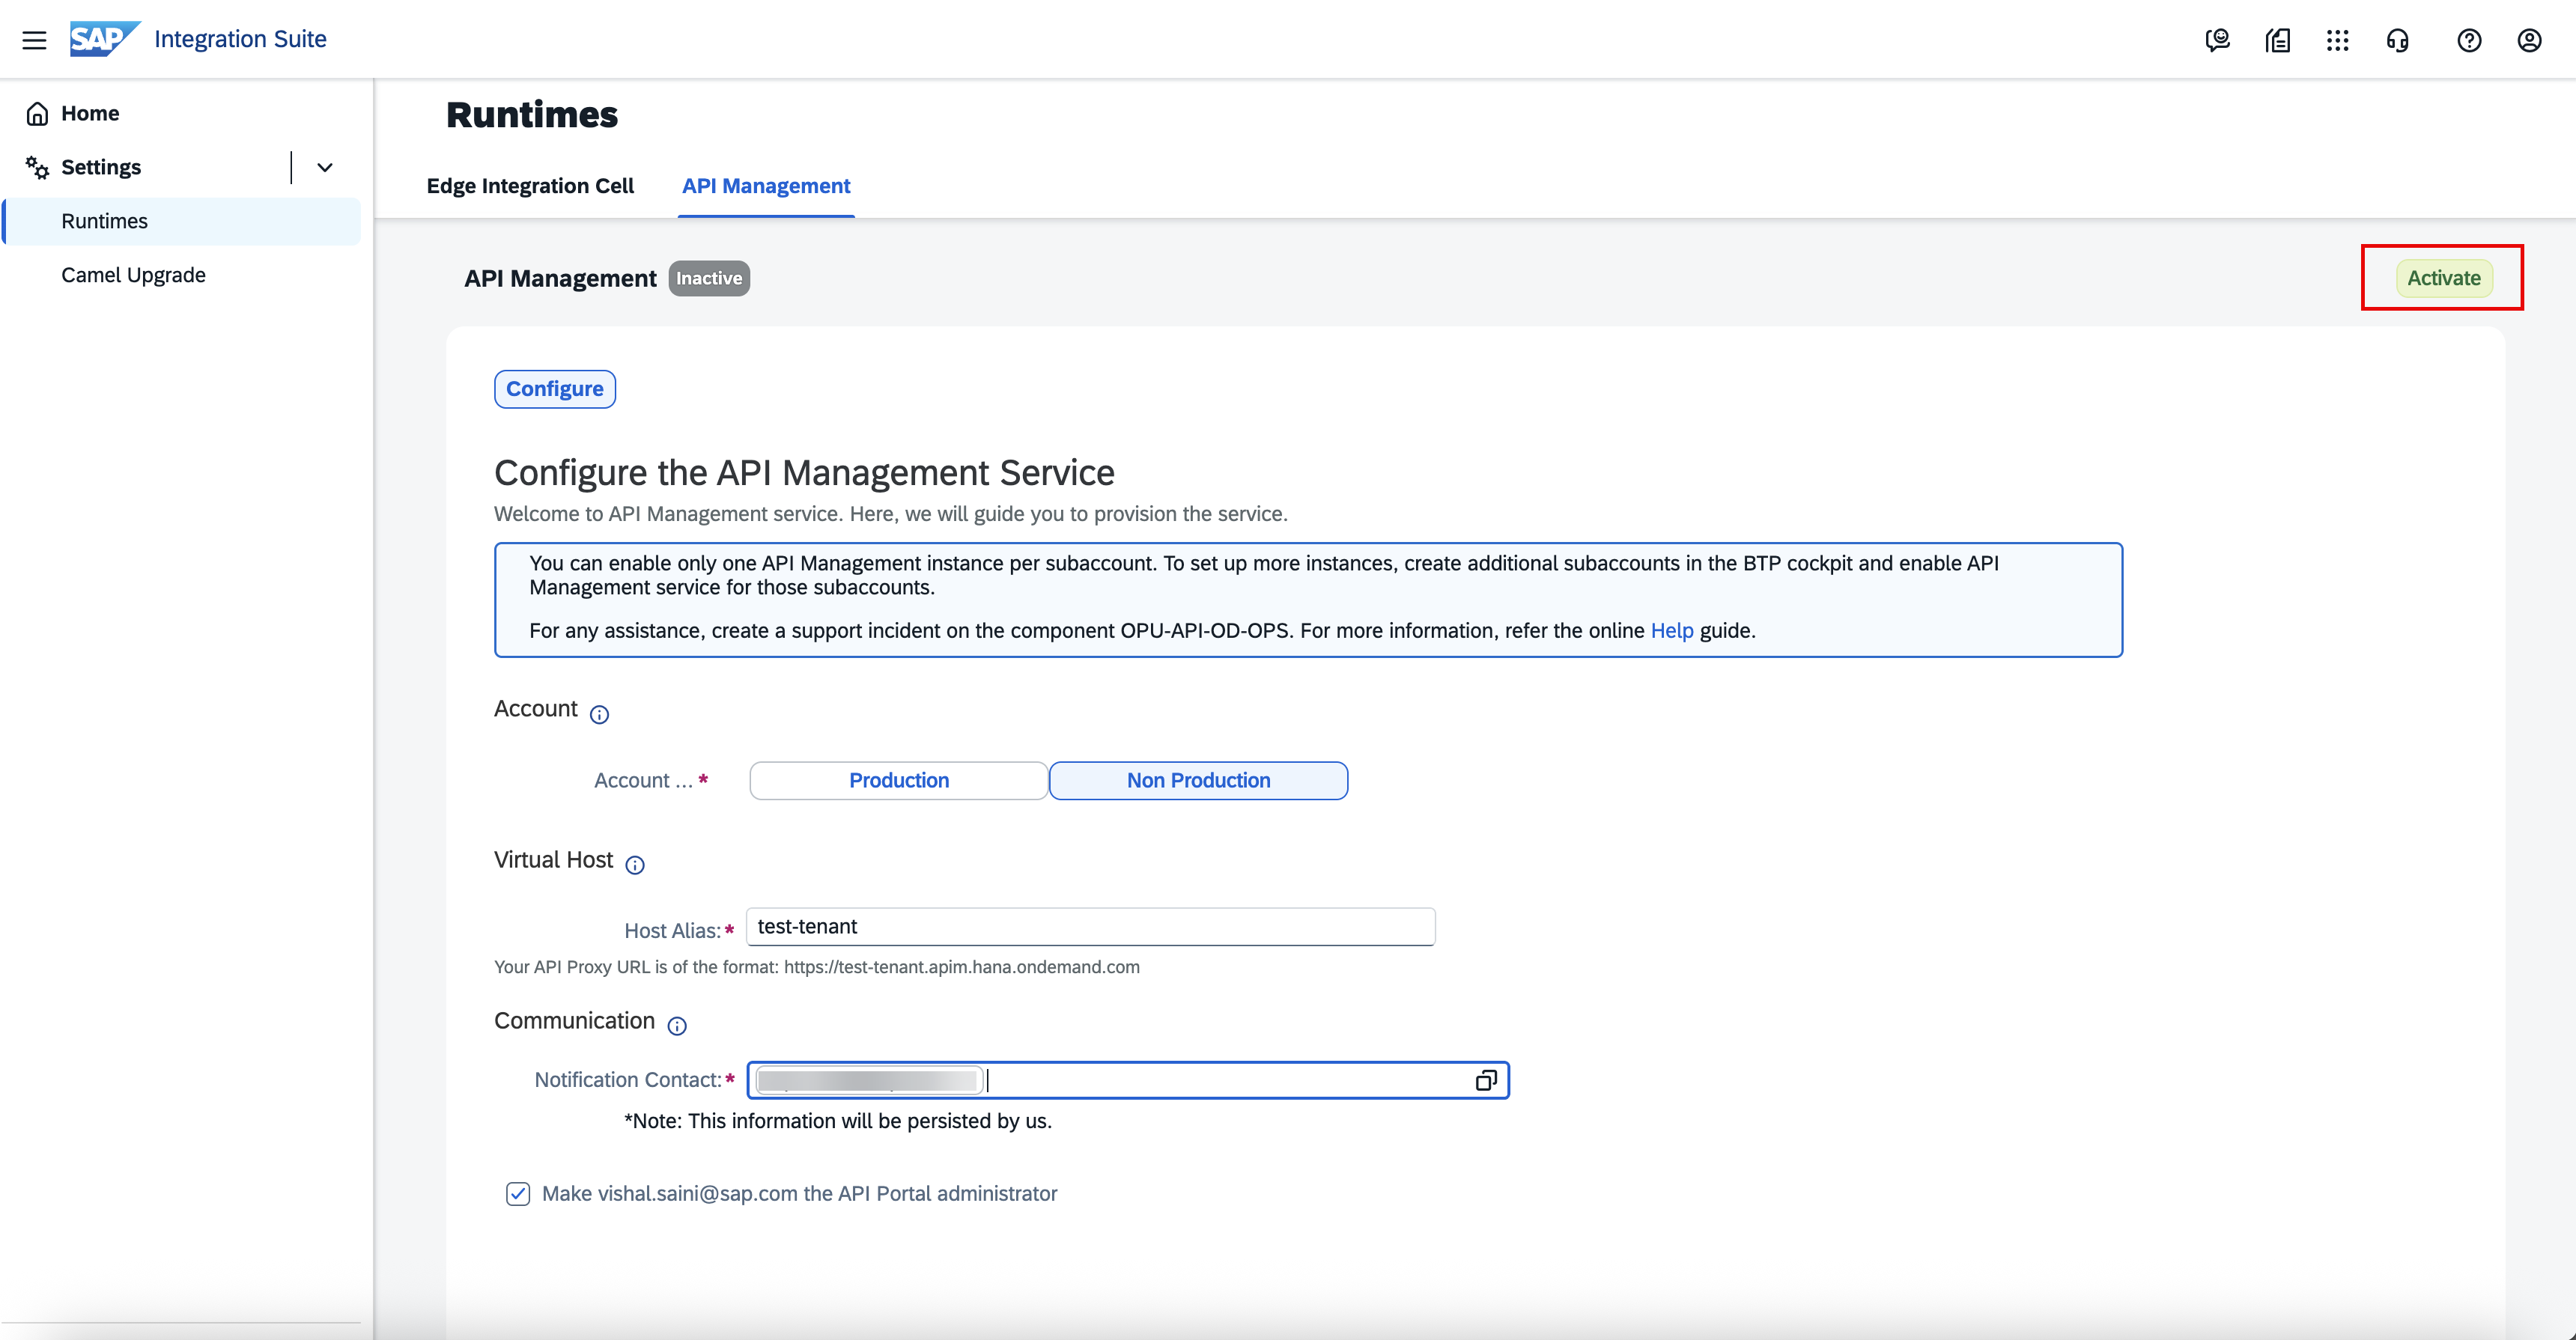 SAP Integration Suite
Home
Settings
Runtimes
Camel Upgrade
Runtimes
Edge Integration Cell API Management
API Management Inactive Activate
Configure
Configure the API Management Service
Welcome to API Management service. Here, we will guide you to provision the service.
You can enable only one API Management instance per subaccount. To set up more instances, create additional subaccounts in the BTP cockpit and enable API
Management service for those subaccounts.
For any assistance, create a support incident on the component OPU-API-OD-OPS. For more information, refer the online Help guide.
Account
Account ... * Production Non Production
Virtual Host
Host Alias:* test-tenant
Your API Proxy URL is of the format: https://test-tenant.apim.hana.ondemand.com
Communication
Notification Contact:*
*Note: This information will be persisted by us.
Make vishal.saini@sap.com the API Portal administrator